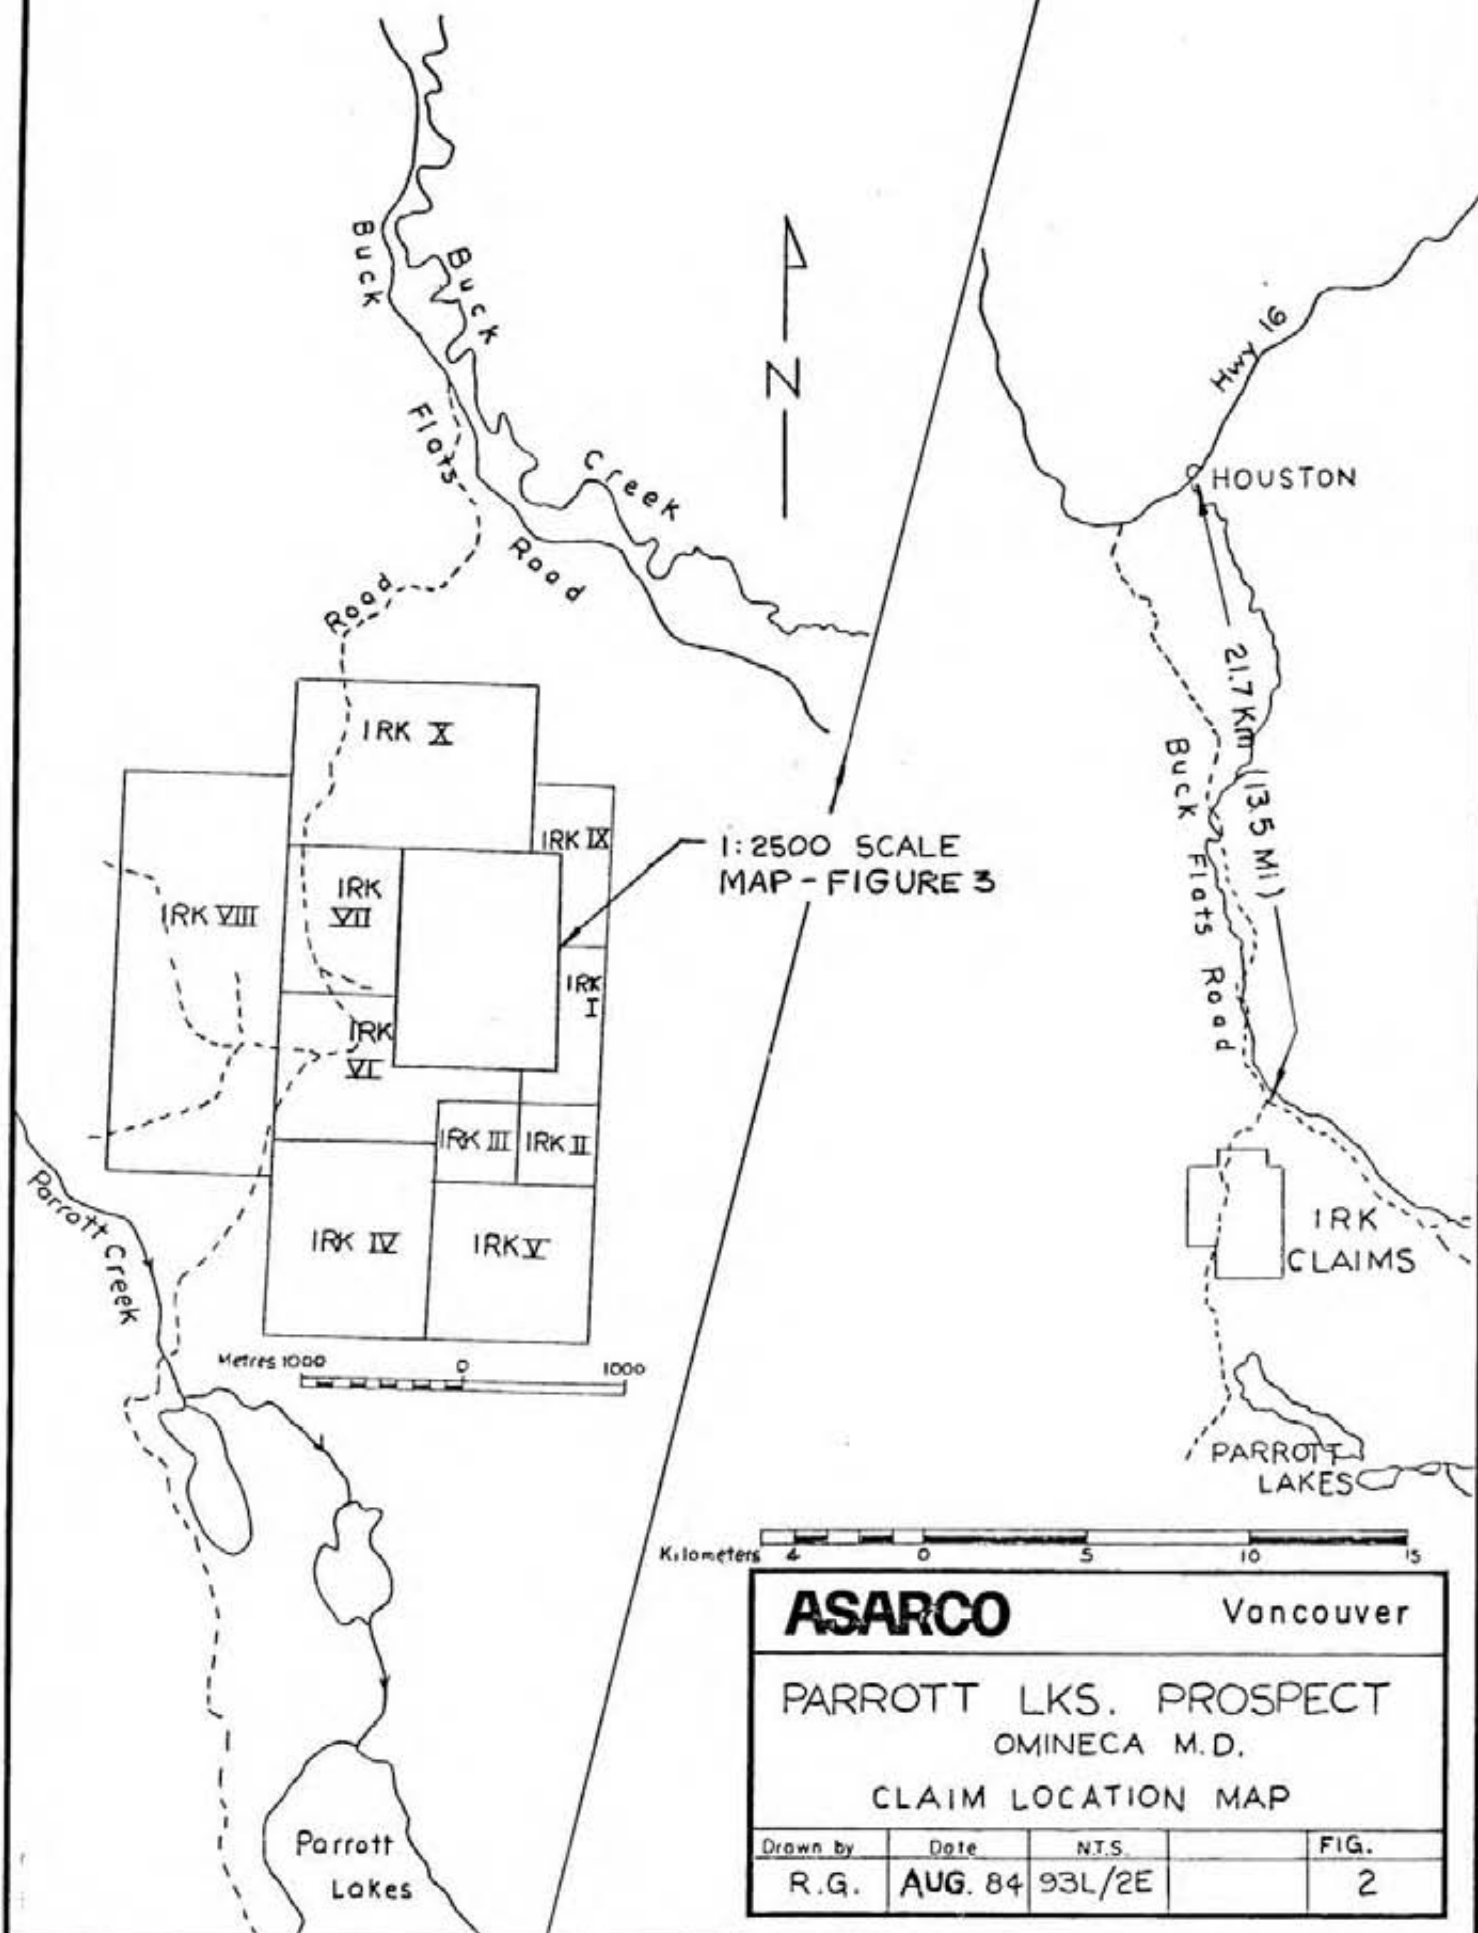 Buck
Flats
Road
Buck
Creek
Road
N
Hwy 16
HOUSTON
21.7 Km (13.5 MI)
Buck Flats Road
IRK X
IRK IX
IRK VIII
IRK
VII
1:2500 SCALE
MAP - FIGURE 3
IRK
I
IRK
VI
IRK III
IRK II
IRK IV
IRK V
Parrott Creek
IRK
CLAIMS
Metres 1000 0 1000
PARROTT
LAKES
Kilometers 4 0 5 10 15
Parrott
Lakes
ASARCO Vancouver
PARROTT LKS. PROSPECT
OMINECA M.D.
CLAIM LOCATION MAP
Drawn by Date N.T.S. FIG.
R.G. AUG. 84 93L/2E 2